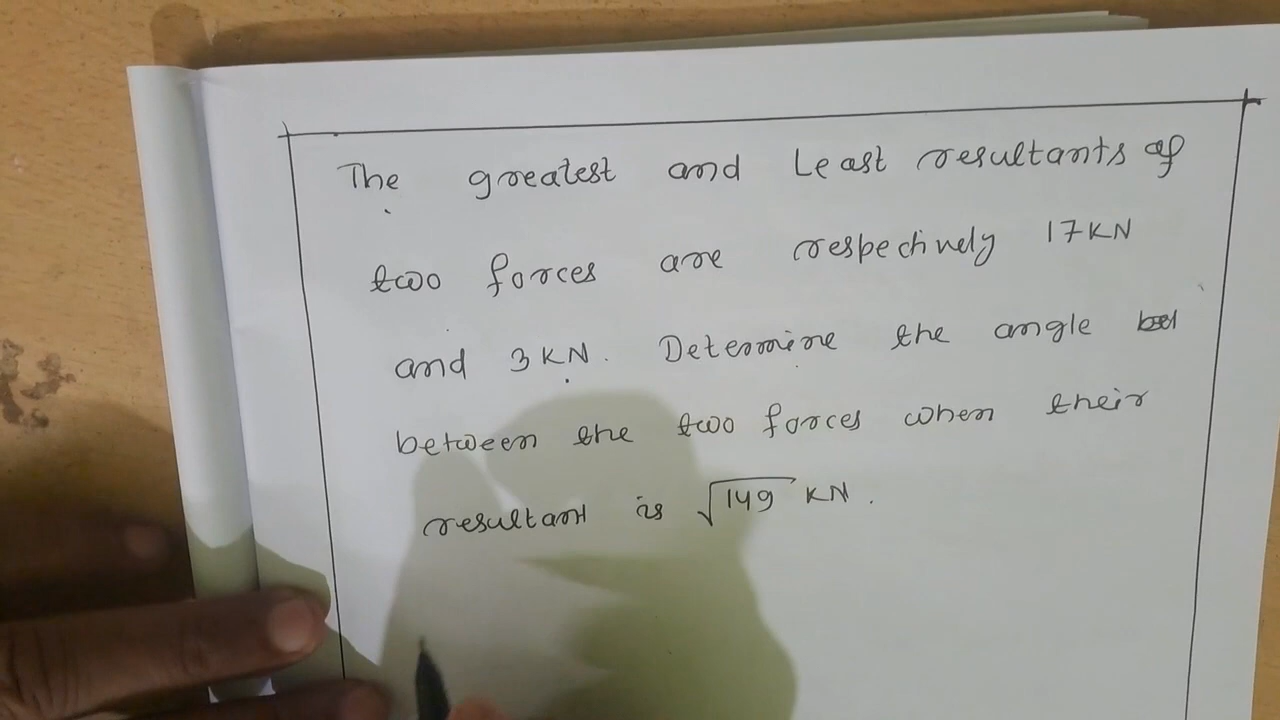 The greatest and Least resultants of
two forces are respectively 17KN
and 3KN. Determine the angle
between the two forces when their
resultant is √149 KN.